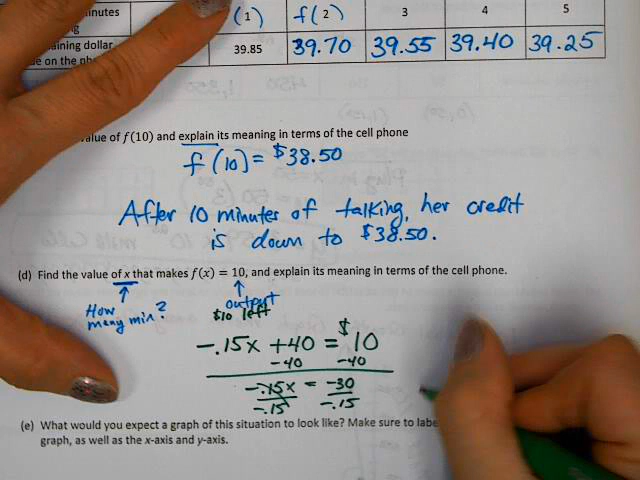 inutes (1) f(2) 3 4 5
g
aining dollar 39.85 39.70 39.55 39.40 39.25
e on the ph
alue of f(10) and explain its meaning in terms of the cell phone
f(10) = $38.50
After 10 minutes of talking, her credit
is down to $38.50.
(d) Find the value of x that makes f(x) = 10, and explain its meaning in terms of the cell phone.
How many min?
output
$10 left
-.15x + 40 = $10
-40 -40
-.15x = -30
-.15 -.15
(e) What would you expect a graph of this situation to look like? Make sure to labe
graph, as well as the x-axis and y-axis.